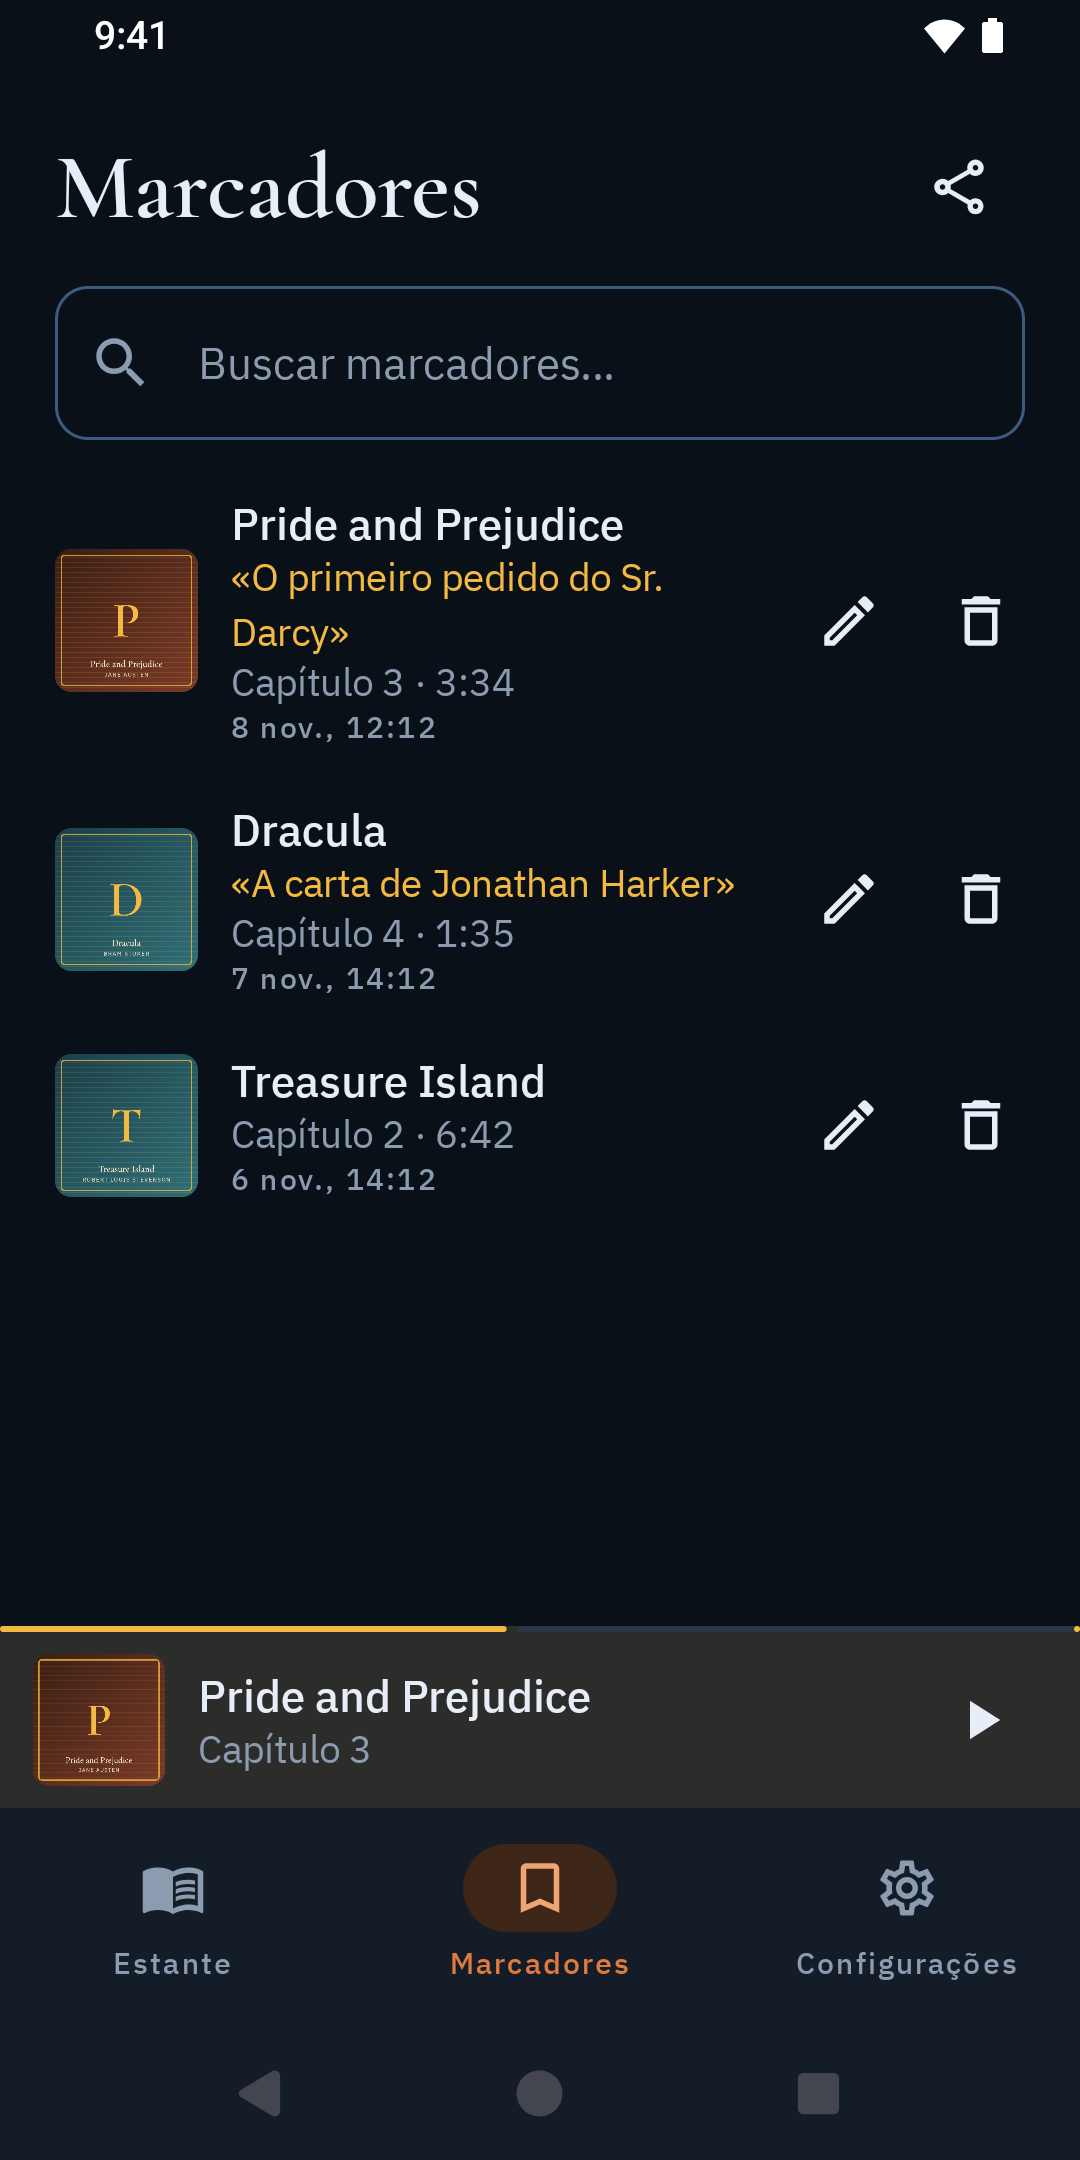 9:41
Marcadores
Buscar marcadores...
Pride and Prejudice
«O primeiro pedido do Sr.
Darcy»
Capítulo 3 · 3:34
8 nov., 12:12
P
Pride and Prejudice
JANE AUSTEN
Dracula
«A carta de Jonathan Harker»
Capítulo 4 · 1:35
7 nov., 14:12
D
Dracula
BRAM STOKER
Treasure Island
Capítulo 2 · 6:42
6 nov., 14:12
T
Treasure Island
ROBERT LOUIS STEVENSON
P
Pride and Prejudice
JANE AUSTEN
Pride and Prejudice
Capítulo 3
Estante
Marcadores
Configurações